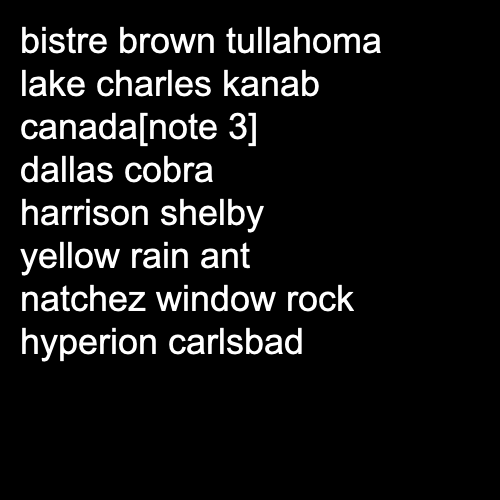 bistre brown tullahoma
lake charles kanab
canada[note 3]
dallas cobra
harrison shelby
yellow rain ant
natchez window rock
hyperion carlsbad